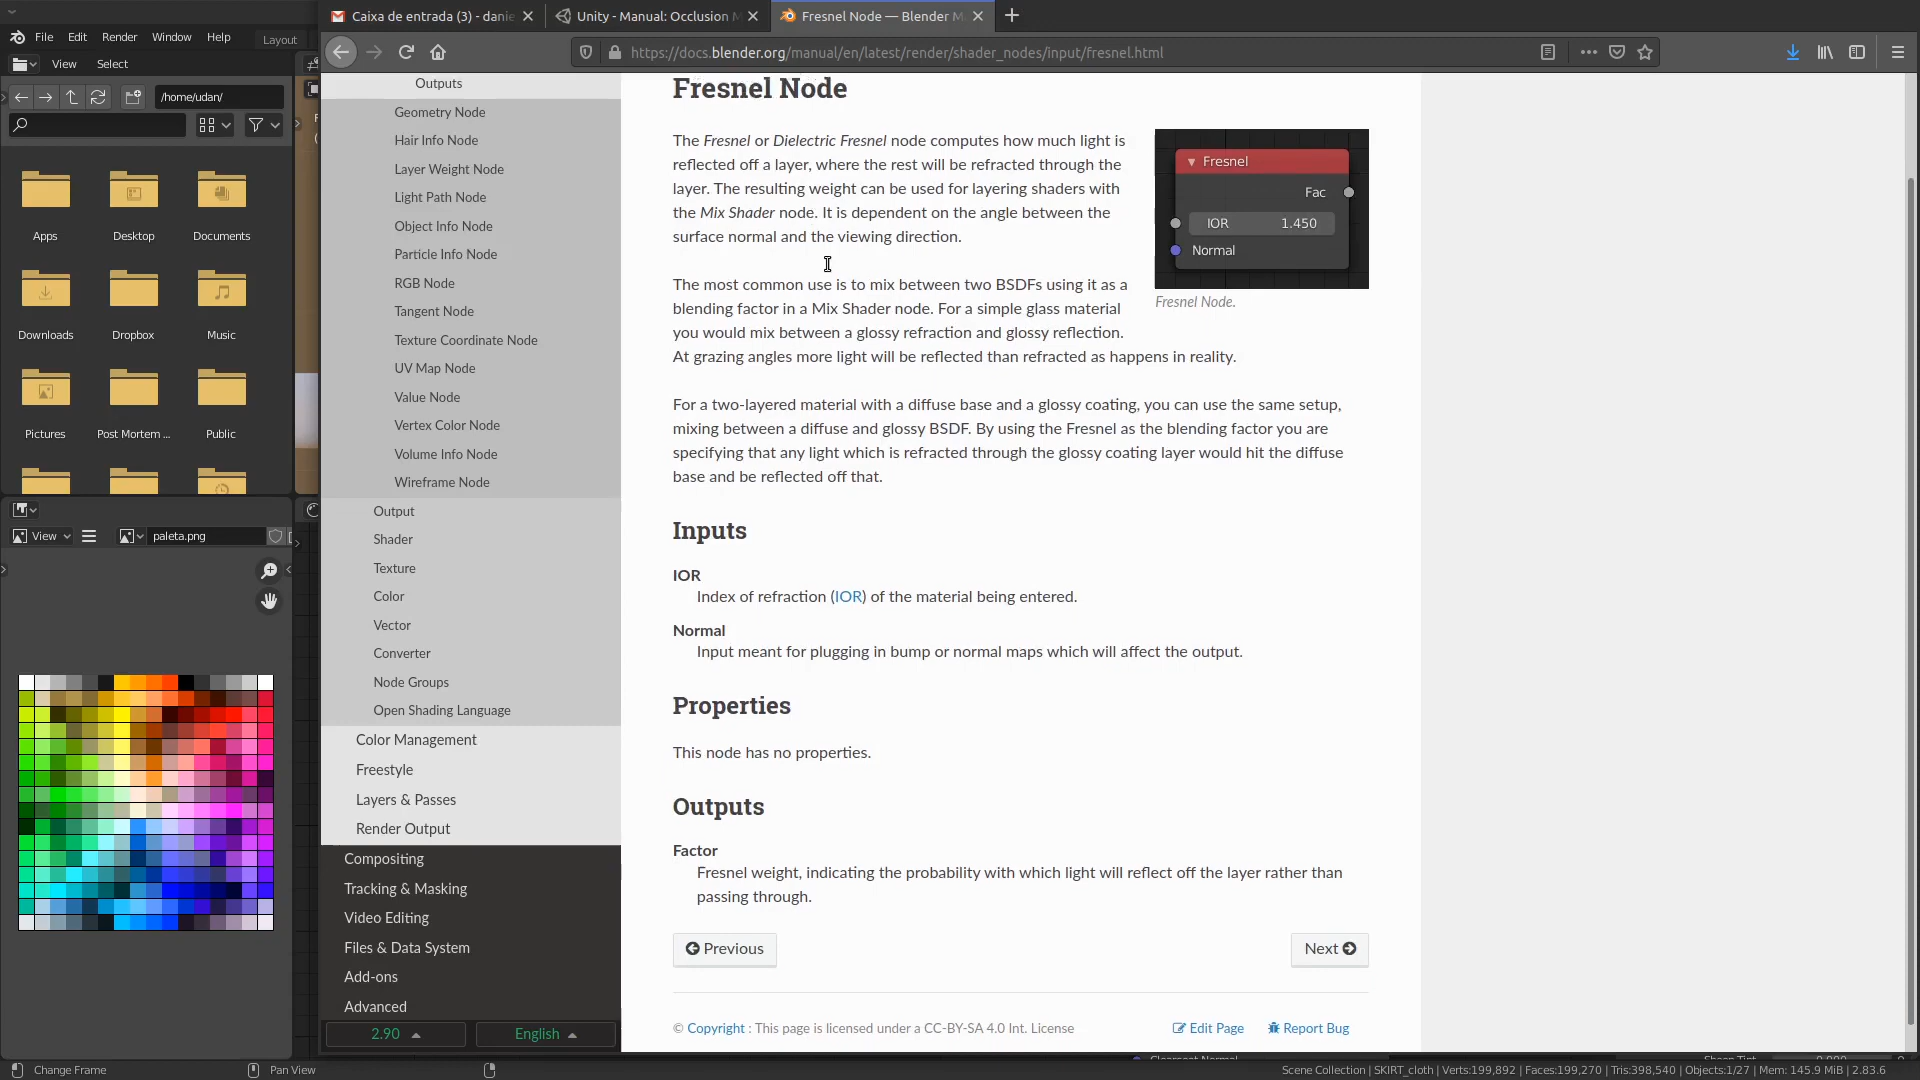 Caixa de entrada (3) - danie
Unity - Manual: Occlusion M
Fresnel Node — Blender M
File Edit Render Window Help Layout
https://docs.blender.org/manual/en/latest/render/shader_nodes/input/fresnel.html
View Select
/home/udan/
Apps Desktop Documents
Downloads Dropbox Music
Pictures Post Mortem ... Public
View paleta.png
Outputs
Geometry Node
Hair Info Node
Layer Weight Node
Light Path Node
Object Info Node
Particle Info Node
RGB Node
Tangent Node
Texture Coordinate Node
UV Map Node
Value Node
Vertex Color Node
Volume Info Node
Wireframe Node
Output
Shader
Texture
Color
Vector
Converter
Node Groups
Open Shading Language
Color Management
Freestyle
Layers & Passes
Render Output
Compositing
Tracking & Masking
Video Editing
Files & Data System
Add-ons
Advanced
2.90 English
Fresnel Node
The Fresnel or Dielectric Fresnel node computes how much light is
reflected off a layer, where the rest will be refracted through the
layer. The resulting weight can be used for layering shaders with
the Mix Shader node. It is dependent on the angle between the
surface normal and the viewing direction.
Fresnel
Fac
IOR 1.450
Normal
Fresnel Node.
The most common use is to mix between two BSDFs using it as a
blending factor in a Mix Shader node. For a simple glass material
you would mix between a glossy refraction and glossy reflection.
At grazing angles more light will be reflected than refracted as happens in reality.
For a two-layered material with a diffuse base and a glossy coating, you can use the same setup,
mixing between a diffuse and glossy BSDF. By using the Fresnel as the blending factor you are
specifying that any light which is refracted through the glossy coating layer would hit the diffuse
base and be reflected off that.
Inputs
IOR
Index of refraction (IOR) of the material being entered.
Normal
Input meant for plugging in bump or normal maps which will affect the output.
Properties
This node has no properties.
Outputs
Factor
Fresnel weight, indicating the probability with which light will reflect off the layer rather than
passing through.
Previous Next
© Copyright : This page is licensed under a CC-BY-SA 4.0 Int. License Edit Page Report Bug
Change Frame Pan View Scene Collection | SKIRT_cloth | Verts:199,892 | Faces:199,270 | Tris:398,540 | Objects:1/27 | Mem: 145.9 MiB | 2.83.6